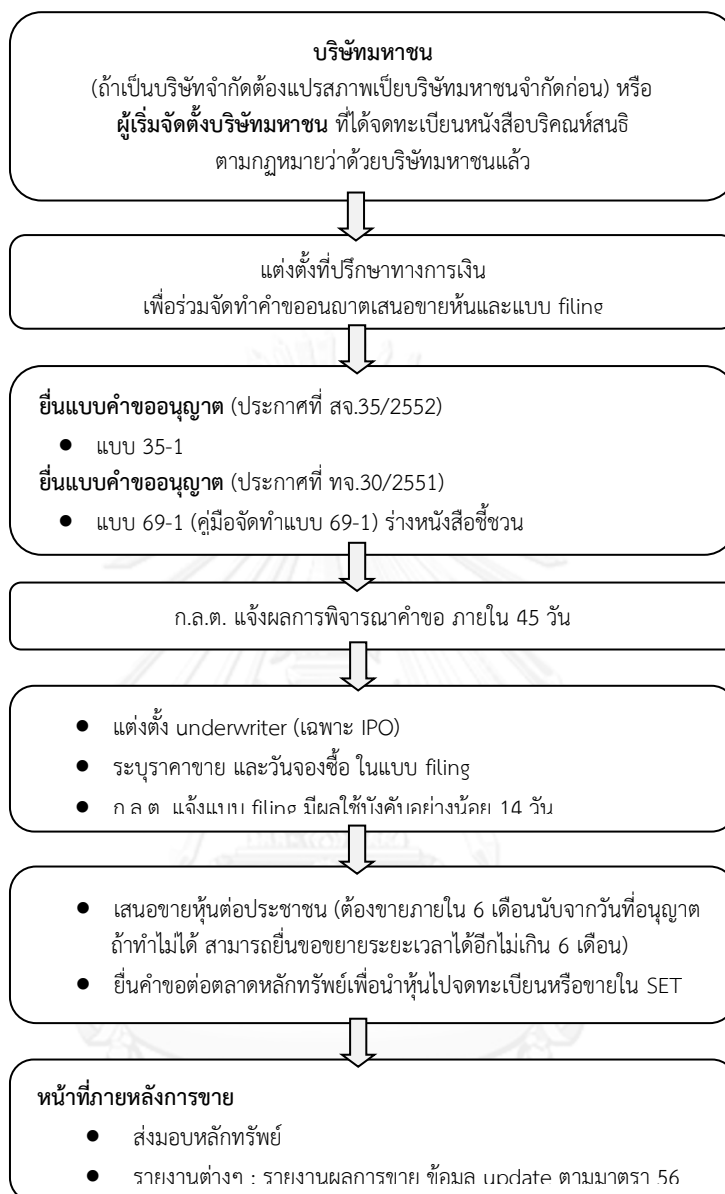 บริษัทมหาชน
(ถ้าเป็นบริษัทจำกัดต้องแปรสภาพเป็ยบริษัทมหาชนจำกัดก่อน) หรือ
ผู้เริ่มจัดตั้งบริษัทมหาชน ที่ได้จดทะเบียนหนังสือบริคณห์สนธิ
ตามกฎหมายว่าด้วยบริษัทมหาชนแล้ว
แต่งตั้งที่ปรึกษาทางการเงิน
เพื่อร่วมจัดทำคำขออนุญาตเสนอขายหุ้นและแบบ filing
ยื่นแบบคำขออนุญาต (ประกาศที่ สจ.35/2552)
● แบบ 35-1
ยื่นแบบคำขออนุญาต (ประกาศที่ ทจ.30/2551)
● แบบ 69-1 (คู่มือจัดทำแบบ 69-1) ร่างหนังสือชี้ชวน
ก.ล.ต. แจ้งผลการพิจารณาคำขอ ภายใน 45 วัน
● แต่งตั้ง underwriter (เฉพาะ IPO)
● ระบุราคาขาย และวันจองซื้อ ในแบบ filing
● ก.ล.ต. แจ้งแบบ filing มีผลใช้บังคับอย่างน้อย 14 วัน
● เสนอขายหุ้นต่อประชาชน (ต้องขายภายใน 6 เดือนนับจากวันที่อนุญาต
ถ้าทำไม่ได้ สามารถยื่นขอขยายระยะเวลาได้อีกไม่เกิน 6 เดือน)
● ยื่นคำขอต่อตลาดหลักทรัพย์เพื่อนำหุ้นไปจดทะเบียนหรือขายใน SET
หน้าที่ภายหลังการขาย
● ส่งมอบหลักทรัพย์
● รายงานต่างๆ : รายงานผลการขาย ข้อมูล update ตามมาตรา 56